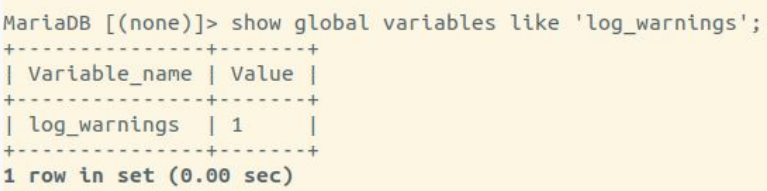 MariaDB [(none)]> show global variables like 'log_warnings';
+---------------+-------+
| Variable_name | Value |
+---------------+-------+
| log_warnings  | 1     |
+---------------+-------+
1 row in set (0.00 sec)